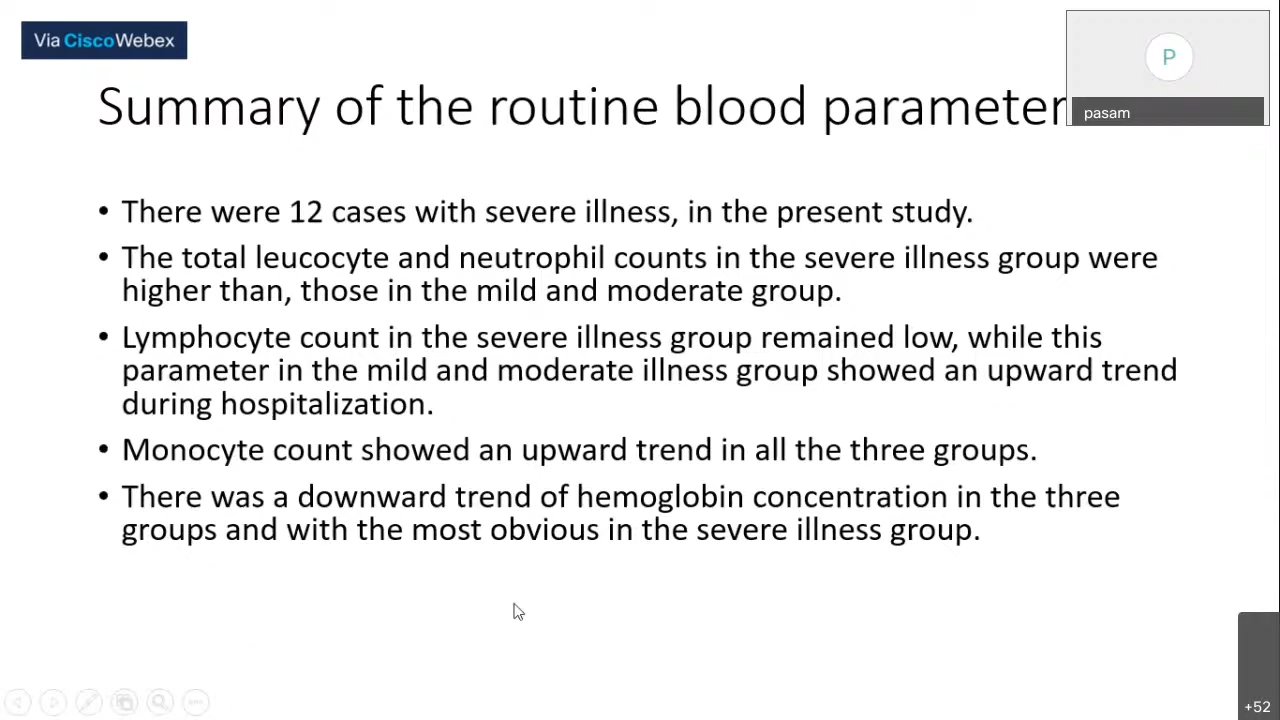 Via CiscoWebex
P
pasam
Summary of the routine blood parameter
• There were 12 cases with severe illness, in the present study.
• The total leucocyte and neutrophil counts in the severe illness group were
higher than, those in the mild and moderate group.
• Lymphocyte count in the severe illness group remained low, while this
parameter in the mild and moderate illness group showed an upward trend
during hospitalization.
• Monocyte count showed an upward trend in all the three groups.
• There was a downward trend of hemoglobin concentration in the three
groups and with the most obvious in the severe illness group.
+52